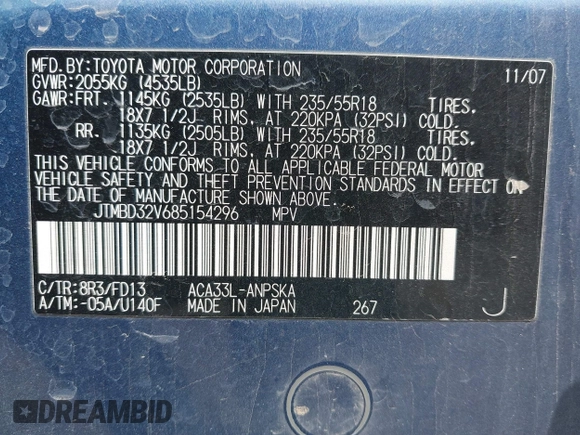 MFD.BY:TOYOTA MOTOR CORPORATION 11/07
GVWR:2055KG (4535LB)
GAWR:FRT. 1145KG (2535LB) WITH 235/55R18 TIRES.
18X7 1/2J RIMS. AT 220KPA (32PSI) COLD.
RR. 1135KG (2505LB) WITH 235/55R18 TIRES.
18X7 1/2J RIMS. AT 220KPA (32PSI) COLD.
THIS VEHICLE CONFORMS TO ALL APPLICABLE FEDERAL MOTOR
VEHICLE SAFETY AND THEFT PREVENTION STANDARDS IN EFFECT ON
THE DATE OF MANUFACTURE SHOWN ABOVE.
JTMBD32V685154296 MPV
C/TR:8R3/FD13 ACA33L-ANPSKA
A/TM:-05A/U140F MADE IN JAPAN 267 J
DREAMBID